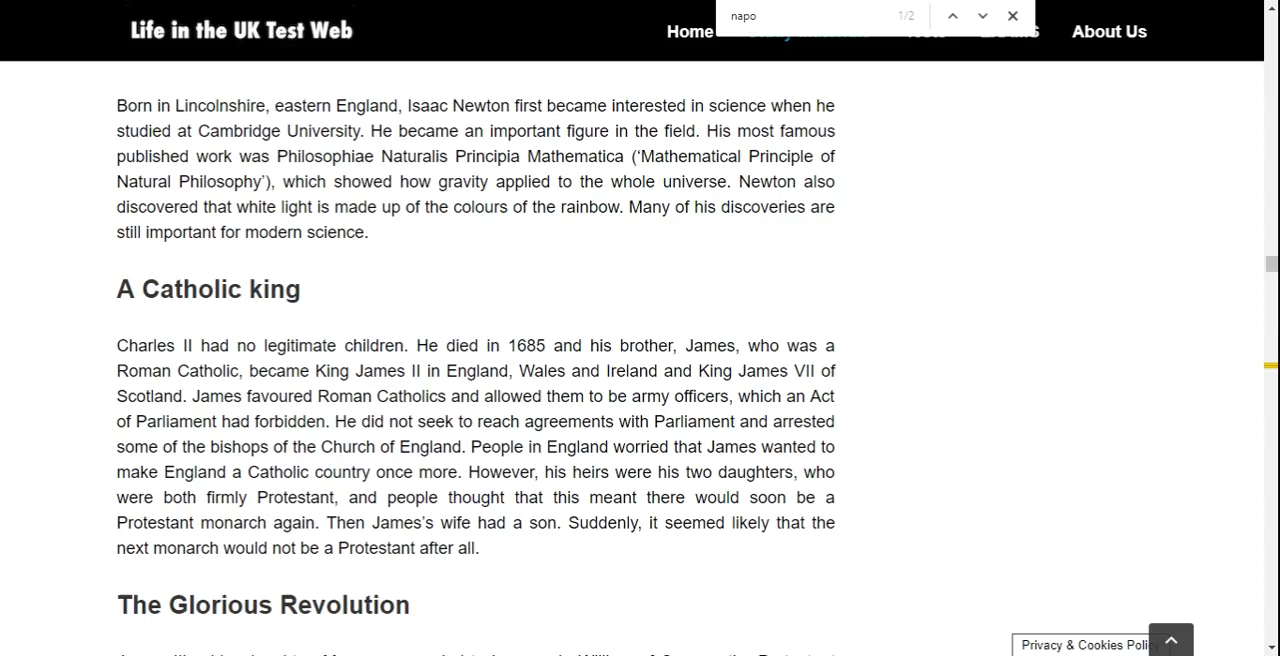 Life in the UK Test Web
Home
About Us
napo
1/2
Born in Lincolnshire, eastern England, Isaac Newton first became interested in science when he
studied at Cambridge University. He became an important figure in the field. His most famous
published work was Philosophiae Naturalis Principia Mathematica (‘Mathematical Principle of
Natural Philosophy’), which showed how gravity applied to the whole universe. Newton also
discovered that white light is made up of the colours of the rainbow. Many of his discoveries are
still important for modern science.
A Catholic king
Charles II had no legitimate children. He died in 1685 and his brother, James, who was a
Roman Catholic, became King James II in England, Wales and Ireland and King James VII of
Scotland. James favoured Roman Catholics and allowed them to be army officers, which an Act
of Parliament had forbidden. He did not seek to reach agreements with Parliament and arrested
some of the bishops of the Church of England. People in England worried that James wanted to
make England a Catholic country once more. However, his heirs were his two daughters, who
were both firmly Protestant, and people thought that this meant there would soon be a
Protestant monarch again. Then James’s wife had a son. Suddenly, it seemed likely that the
next monarch would not be a Protestant after all.
The Glorious Revolution
Privacy & Cookies Policy